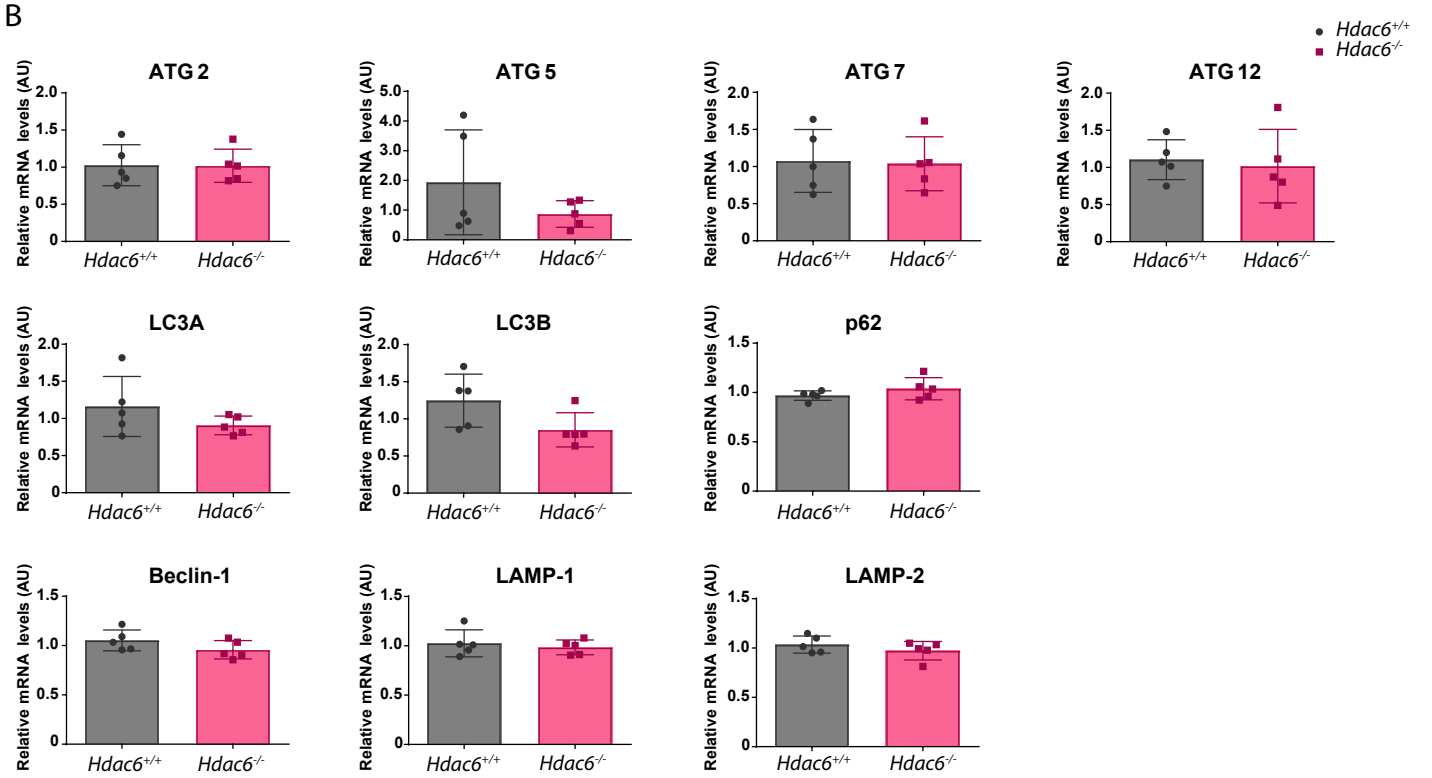 B
Hdac6+/+
Hdac6-/-
ATG 2
Relative mRNA levels (AU)
2.0
1.5
1.0
0.5
0
Hdac6+/+ Hdac6-/-
ATG 5
Relative mRNA levels (AU)
5.0
4.0
3.0
2.0
1.0
0
Hdac6+/+ Hdac6-/-
ATG 7
Relative mRNA levels (AU)
2.0
1.5
1.0
0.5
0
Hdac6+/+ Hdac6-/-
ATG 12
Relative mRNA levels (AU)
2.0
1.5
1.0
0.5
0
Hdac6+/+ Hdac6-/-
LC3A
Relative mRNA levels (AU)
2.0
1.5
1.0
0.5
0
Hdac6+/+ Hdac6-/-
LC3B
Relative mRNA levels (AU)
2.0
1.5
1.0
0.5
0
Hdac6+/+ Hdac6-/-
p62
Relative mRNA levels (AU)
1.5
1.0
0.5
0
Hdac6+/+ Hdac6-/-
Beclin-1
Relative mRNA levels (AU)
1.5
1.0
0.5
0
Hdac6+/+ Hdac6-/-
LAMP-1
Relative mRNA levels (AU)
1.5
1.0
0.5
0
Hdac6+/+ Hdac6-/-
LAMP-2
Relative mRNA levels (AU)
1.5
1.0
0.5
0
Hdac6+/+ Hdac6-/-